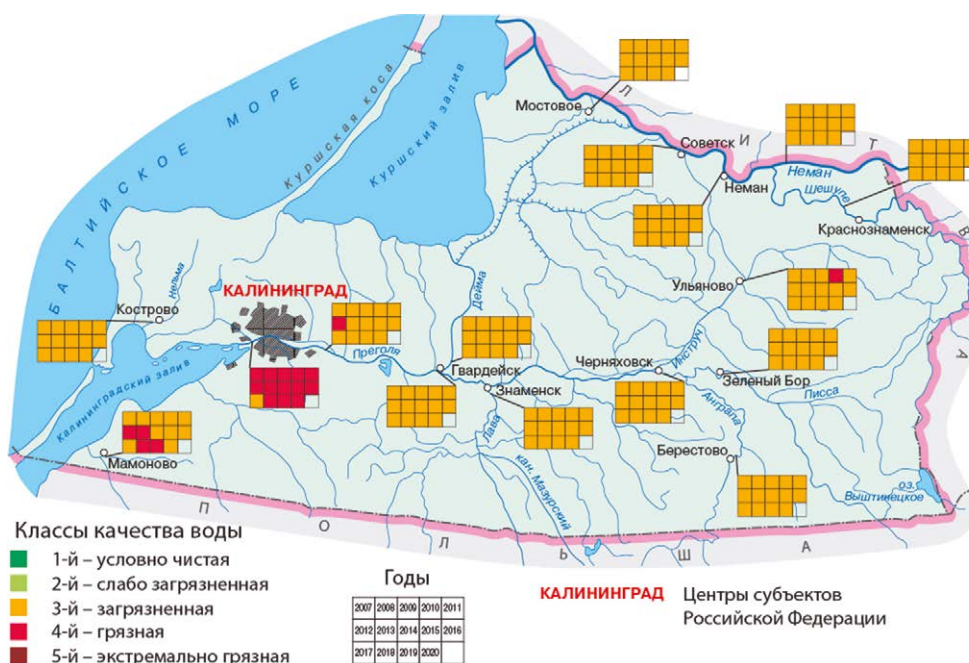 БАЛТИЙСКОЕ МОРЕ
Куршская коса
Куршский залив
Мостовое
Л
И
Т
В
А
Советск
Неман
Неман
Шешупе
Краснознаменск
Ульяново
Нельма
КАЛИНИНГРАД
Кострово
Дейма
Преголя
Гвардейск
Знаменск
Черняховск
Инструч
Зеленый Бор
Писса
Анграпа
Калининградский залив
Мамоново
Лава
кан. Мазурский
Берестово
оз.
Выштинецкое
П
О
Л
Ь
Ш
А
Классы качества воды
1-й – условно чистая
2-й – слабо загрязненная
3-й – загрязненная
4-й – грязная
5-й – экстремально грязная
Годы
2007 2008 2009 2010 2011
2012 2013 2014 2015 2016
2017 2018 2019 2020
КАЛИНИНГРАД Центры субъектов
Российской Федерации